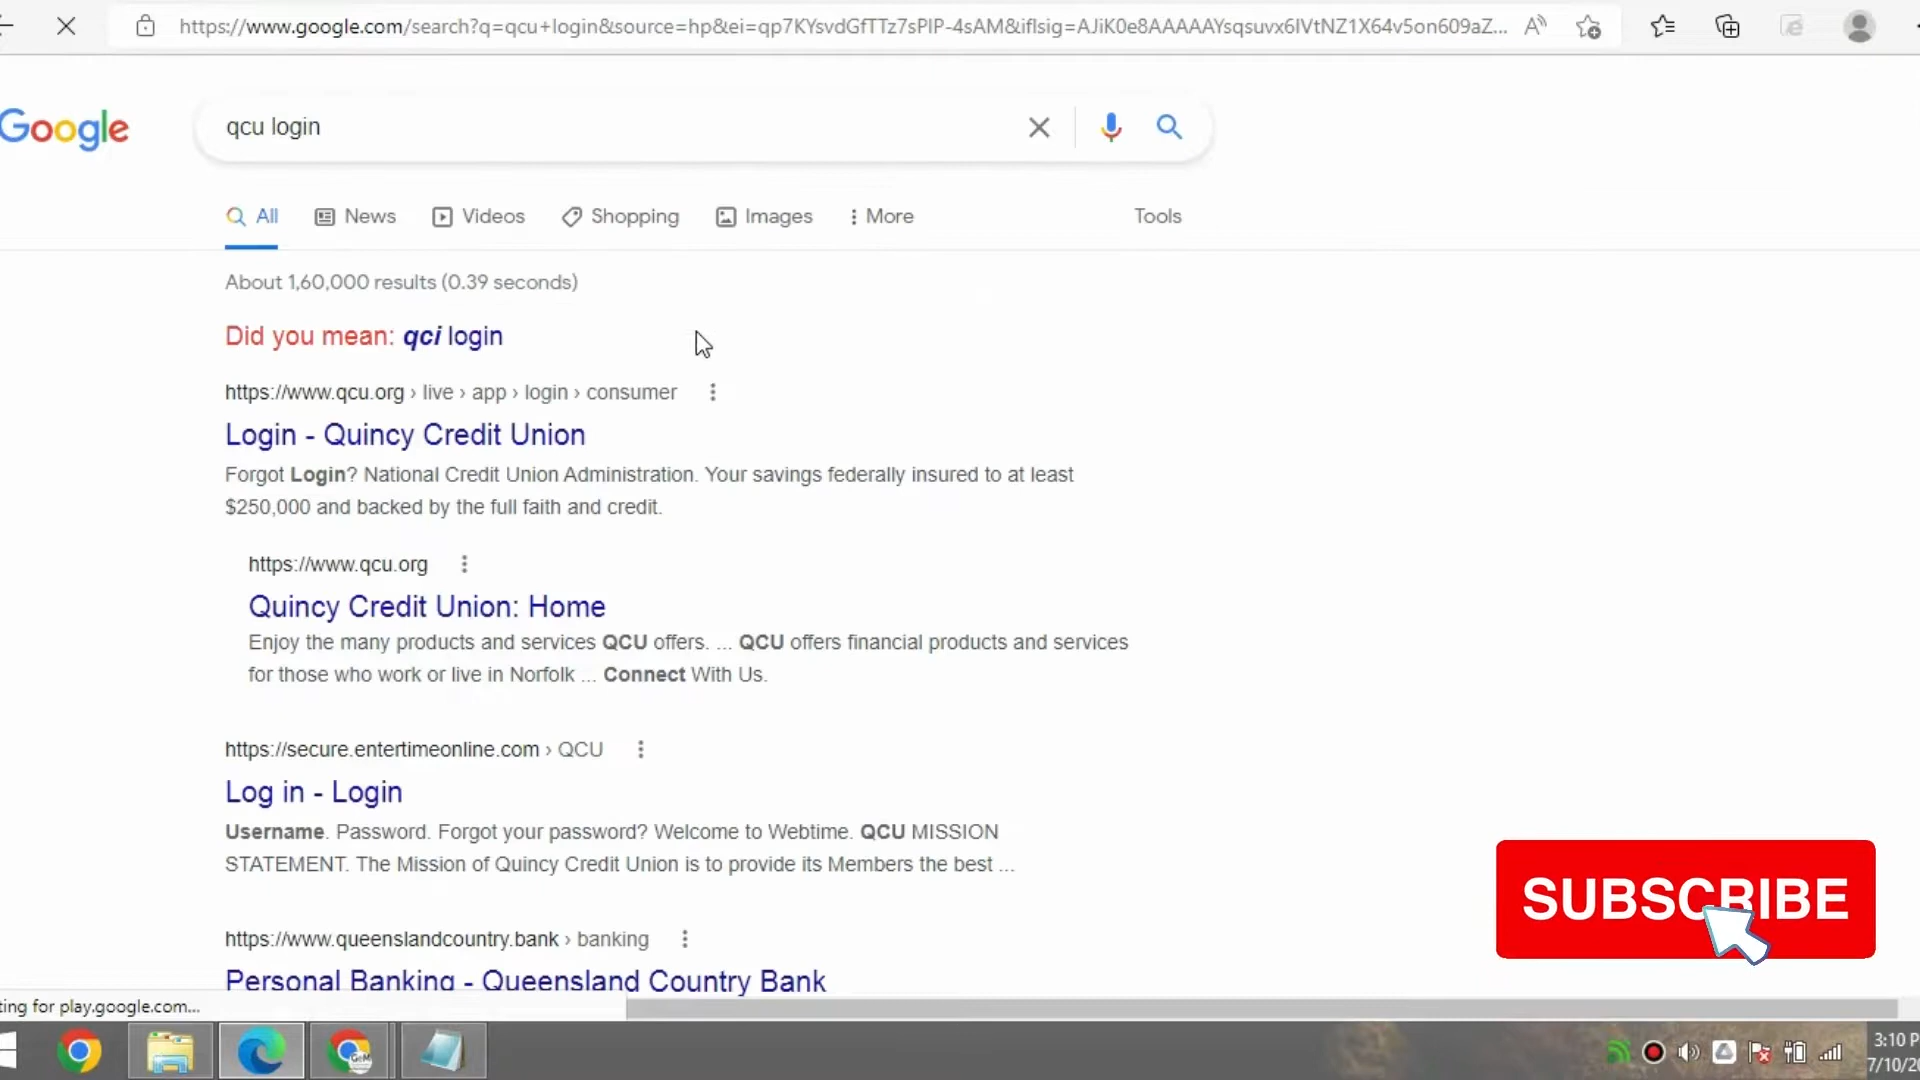 https://www.google.com/search?q=qcu+login&source=hp&ei=qp7KYsvdGfTTz7sPlP-4sAM&iflsig=AJiK0e8AAAAAYsqsuvx6lVtNZ1X64v5on609aZ...
Google
qcu login
All News Videos Shopping Images More Tools
About 1,60,000 results (0.39 seconds)
Did you mean: qci login
https://www.qcu.org › live › app › login › consumer
Login - Quincy Credit Union
Forgot Login? National Credit Union Administration. Your savings federally insured to at least
$250,000 and backed by the full faith and credit.
https://www.qcu.org
Quincy Credit Union: Home
Enjoy the many products and services QCU offers. ... QCU offers financial products and services
for those who work or live in Norfolk ... Connect With Us.
https://secure.entertimeonline.com › QCU
Log in - Login
Username. Password. Forgot your password? Welcome to Webtime. QCU MISSION
STATEMENT. The Mission of Quincy Credit Union is to provide its Members the best ...
SUBSCRIBE
https://www.queenslandcountry.bank › banking
Personal Banking - Queensland Country Bank
ting for play.google.com...
3:10 P
7/10/20